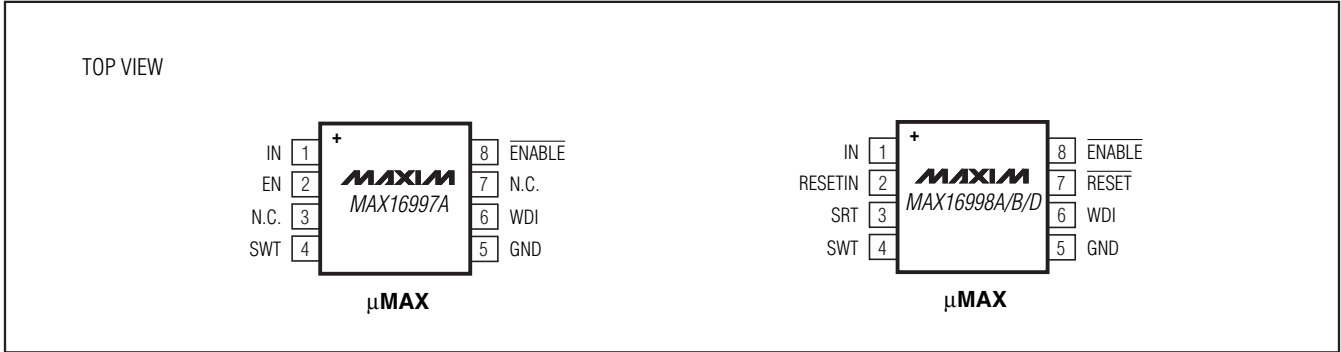 TOP VIEW
+
MAXIM
MAX16997A
IN 1
EN 2
N.C. 3
SWT 4
8 ENABLE
7 N.C.
6 WDI
5 GND
μMAX
+
MAXIM
MAX16998A/B/D
IN 1
RESETIN 2
SRT 3
SWT 4
8 ENABLE
7 RESET
6 WDI
5 GND
μMAX